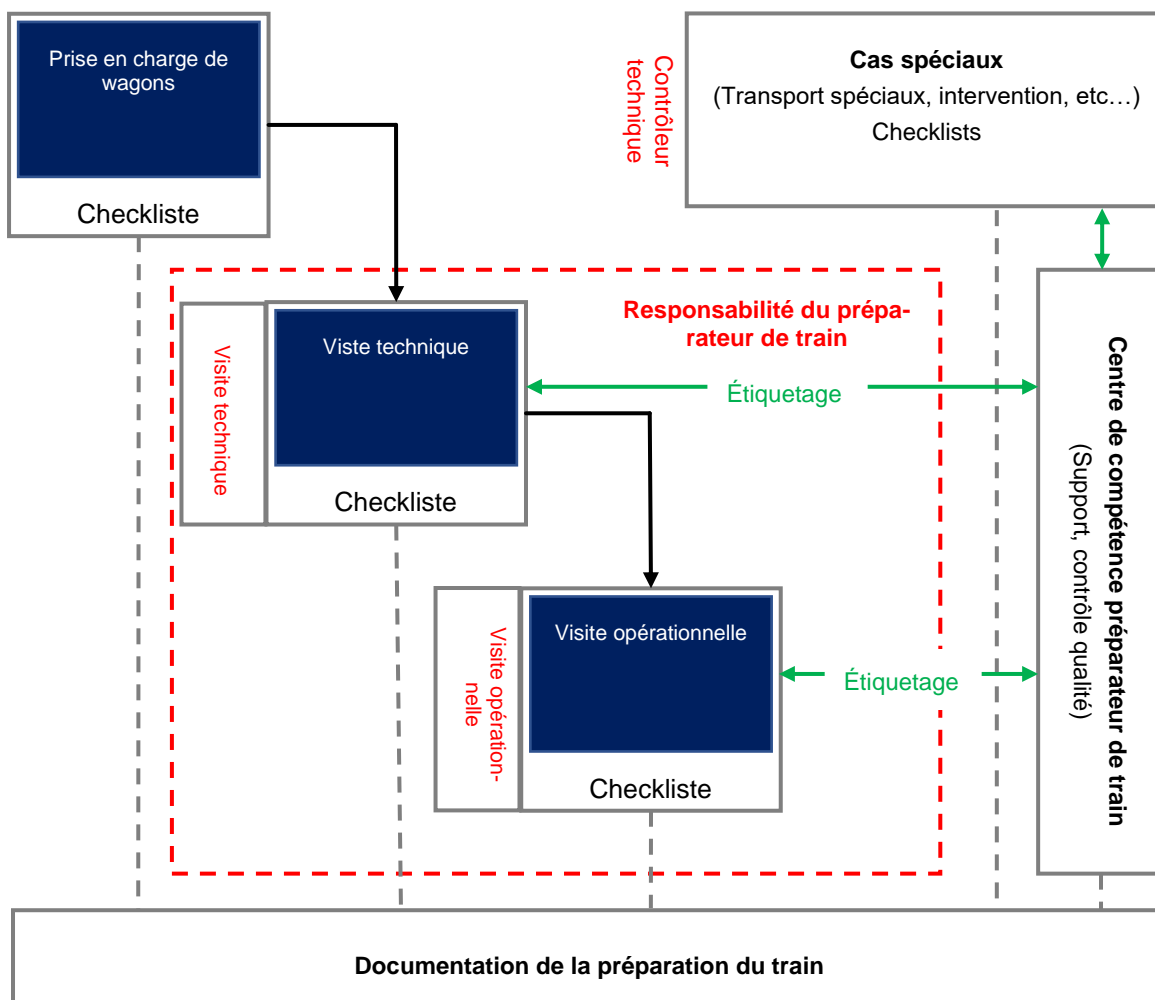 Prise en charge de
wagons
Checkliste
Contrôleur
technique
Cas spéciaux
(Transport spéciaux, intervention, etc…)
Checklists
Responsabilité du prépa-
rateur de train
Visite technique
Viste technique
Checkliste
Étiquetage
Visite opération-
nelle
Visite opérationnelle
Checkliste
Étiquetage
Centre de compétence préparateur de train
(Support, contrôle qualité)
Documentation de la préparation du train